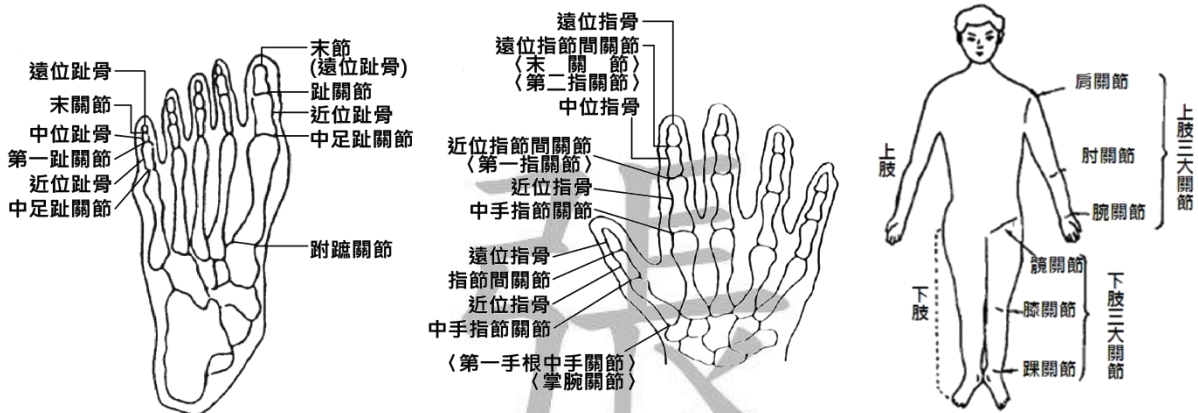 遠位趾骨
末關節
中位趾骨
第一趾關節
近位趾骨
中足趾關節
末節
(遠位趾骨)
趾關節
近位趾骨
中足趾關節
跗蹠關節
遠位指骨
遠位指節間關節
〈末關節〉
〈第二指關節〉
中位指骨
近位指節間關節
〈第一指關節〉
近位指骨
中手指節關節
遠位指骨
指節間關節
近位指骨
中手指節關節
〈第一手根中手關節〉
〈掌腕關節〉
上肢
下肢
肩關節
肘關節
腕關節
上肢三大關節
髖關節
膝關節
踝關節
下肢三大關節